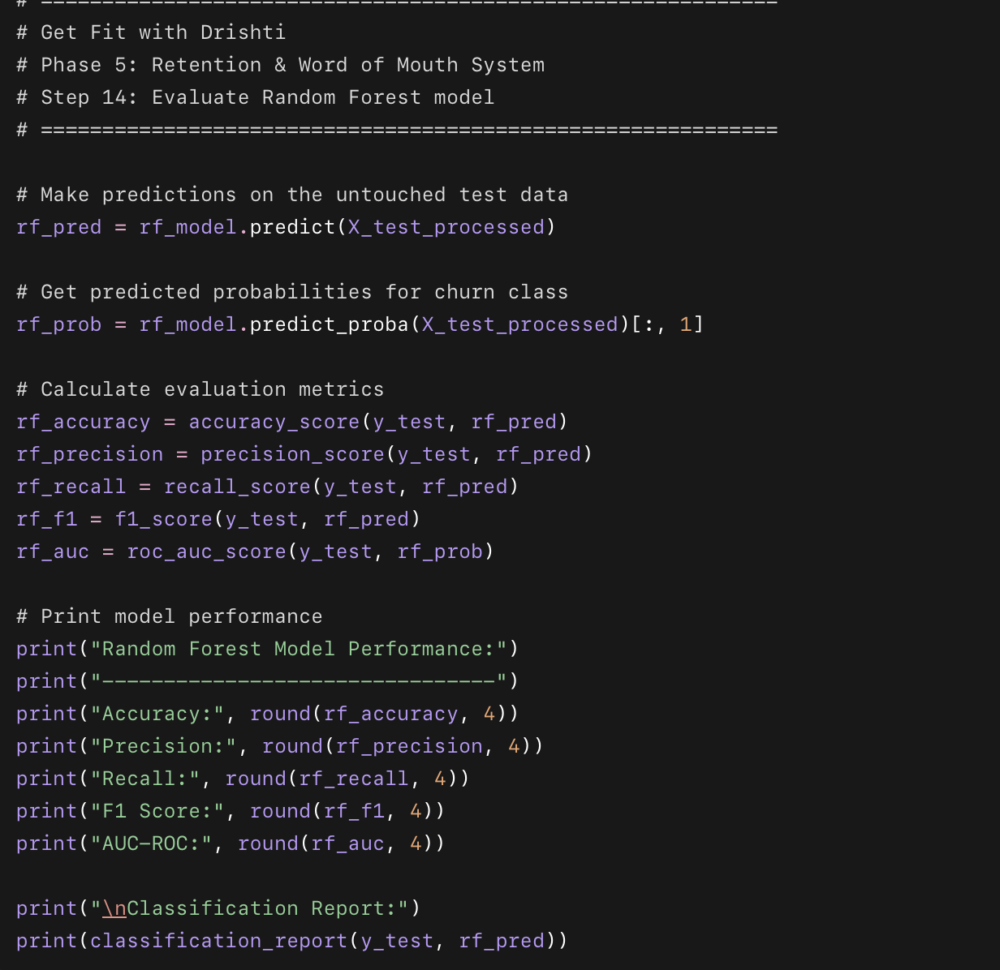 # ============================================================
# Get Fit with Drishti
# Phase 5: Retention & Word of Mouth System
# Step 14: Evaluate Random Forest model
# ============================================================
# Make predictions on the untouched test data
rf_pred = rf_model.predict(X_test_processed)
# Get predicted probabilities for churn class
rf_prob = rf_model.predict_proba(X_test_processed)[:, 1]
# Calculate evaluation metrics
rf_accuracy = accuracy_score(y_test, rf_pred)
rf_precision = precision_score(y_test, rf_pred)
rf_recall = recall_score(y_test, rf_pred)
rf_f1 = f1_score(y_test, rf_pred)
rf_auc = roc_auc_score(y_test, rf_prob)
# Print model performance
print("Random Forest Model Performance:")
print("--------------------------------")
print("Accuracy:", round(rf_accuracy, 4))
print("Precision:", round(rf_precision, 4))
print("Recall:", round(rf_recall, 4))
print("F1 Score:", round(rf_f1, 4))
print("AUC-ROC:", round(rf_auc, 4))
print("\nClassification Report:")
print(classification_report(y_test, rf_pred))